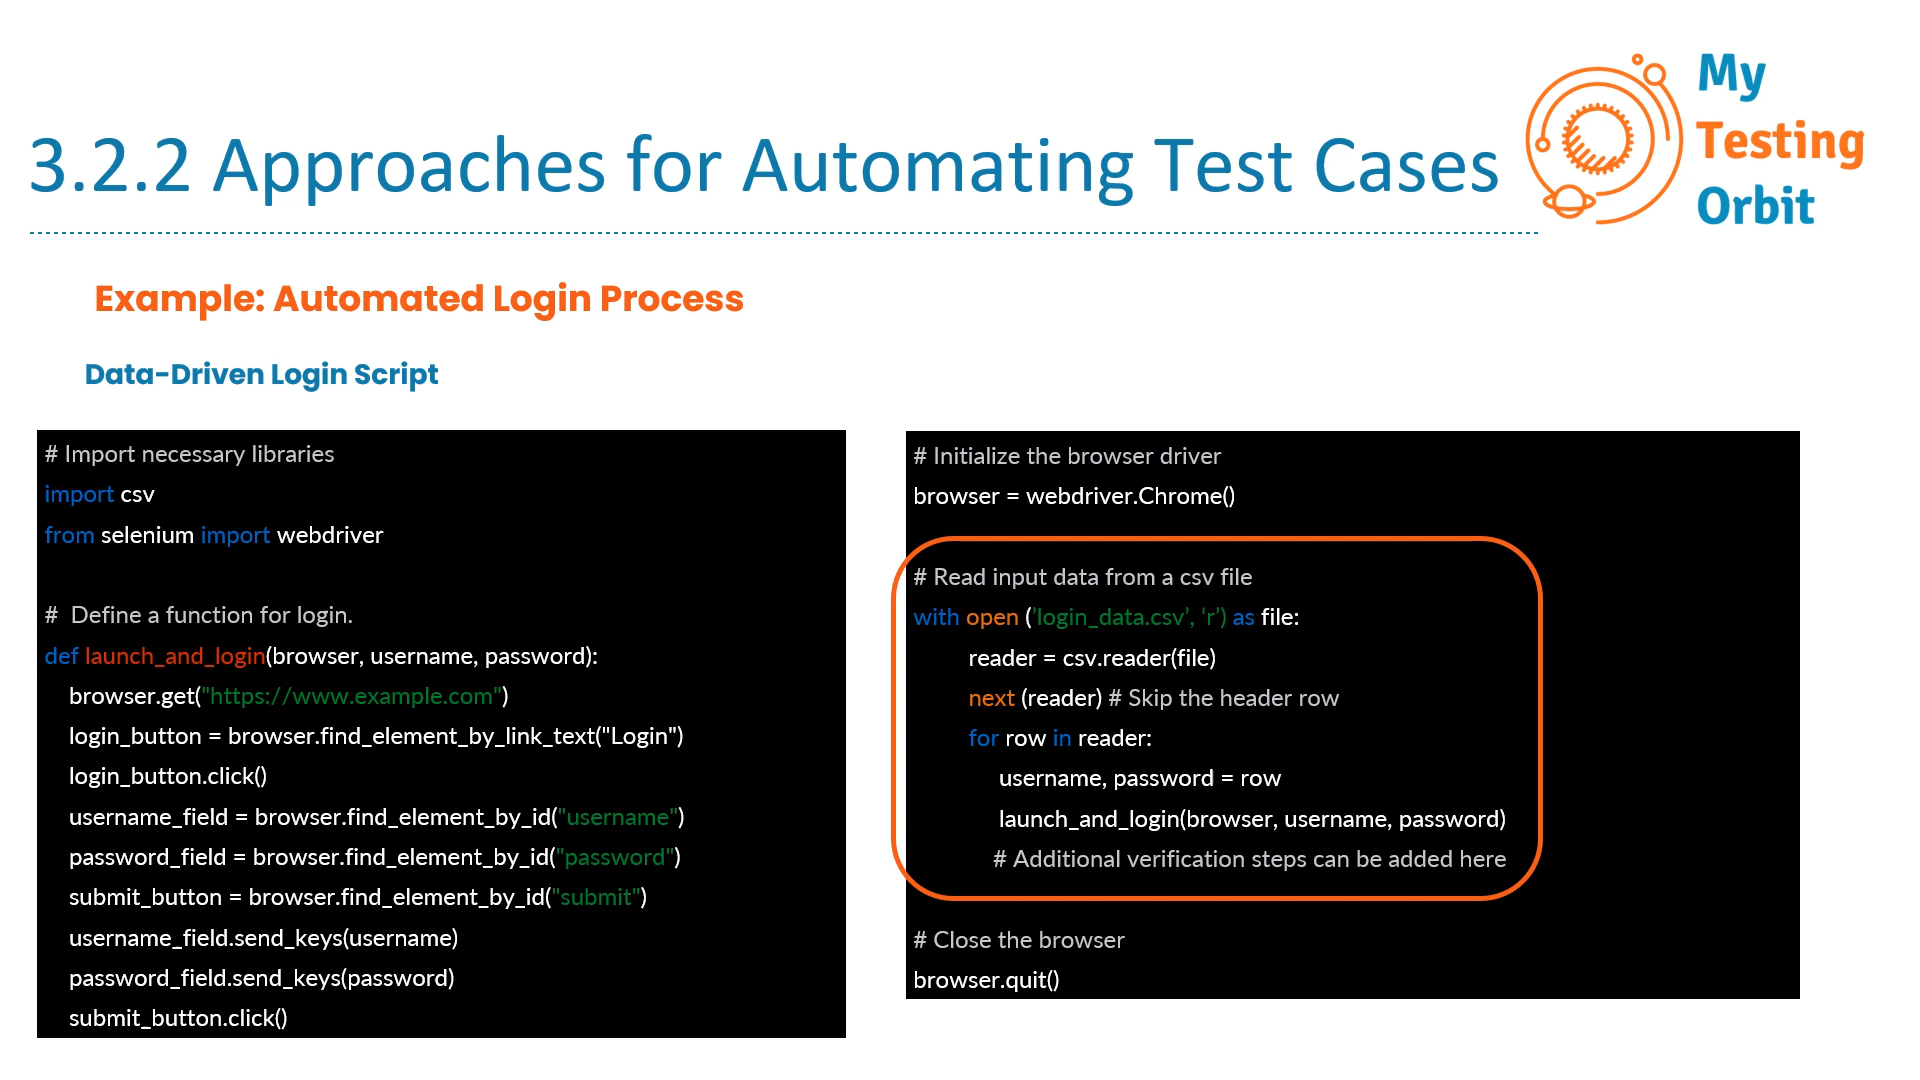 3.2.2 Approaches for Automating Test Cases
My
Testing
Orbit
Example: Automated Login Process
Data-Driven Login Script
# Import necessary libraries
import csv
from selenium import webdriver
#  Define a function for login.
def launch_and_login(browser, username, password):
browser.get("https://www.example.com")
login_button = browser.find_element_by_link_text("Login")
login_button.click()
username_field = browser.find_element_by_id("username")
password_field = browser.find_element_by_id("password")
submit_button = browser.find_element_by_id("submit")
username_field.send_keys(username)
password_field.send_keys(password)
submit_button.click()
# Initialize the browser driver
browser = webdriver.Chrome()
# Read input data from a csv file
with open (’login_data.csv’, ‘r’) as file:
reader = csv.reader(file)
next (reader) # Skip the header row
for row in reader:
username, password = row
launch_and_login(browser, username, password)
# Additional verification steps can be added here
# Close the browser
browser.quit()